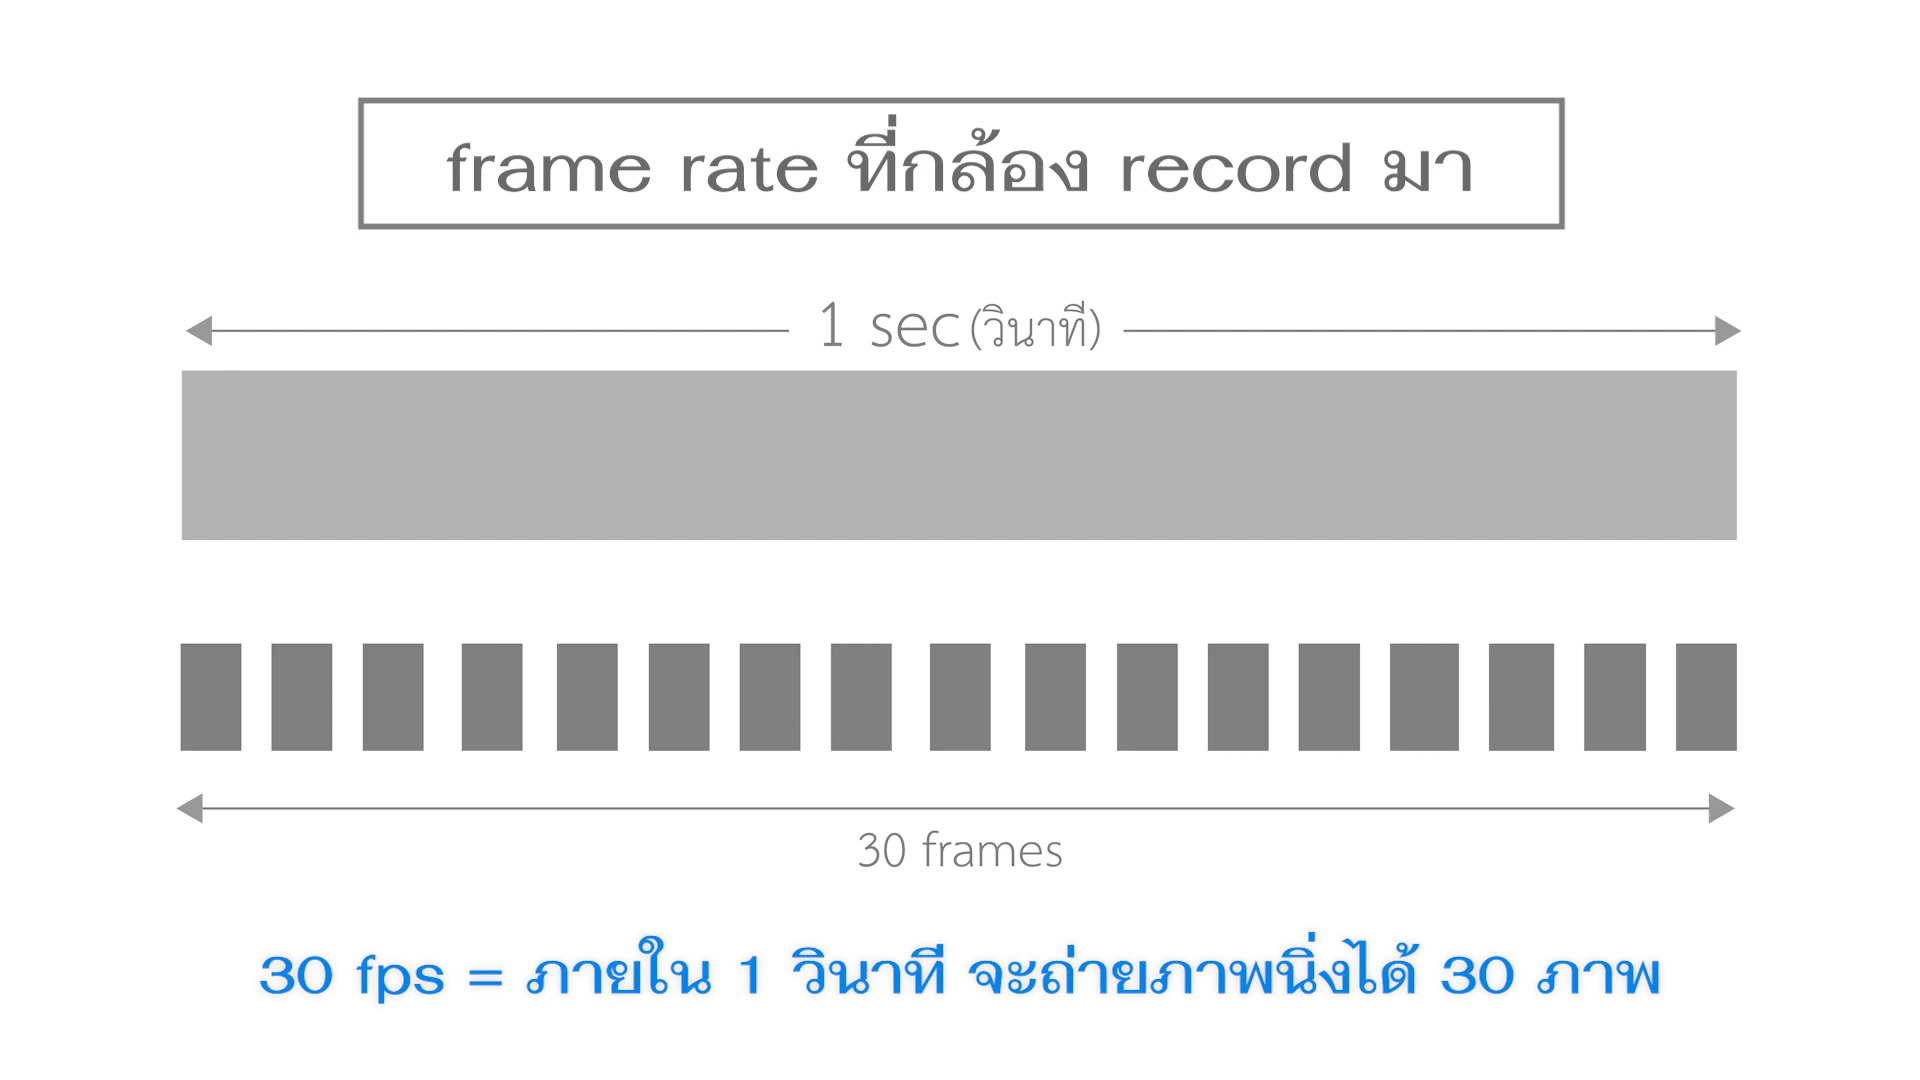 frame rate ที่กล้อง record มา
1 sec (วินาที)
30 frames
30 fps = ภายใน 1 วินาที จะถ่ายภาพนิ่งได้ 30 ภาพ